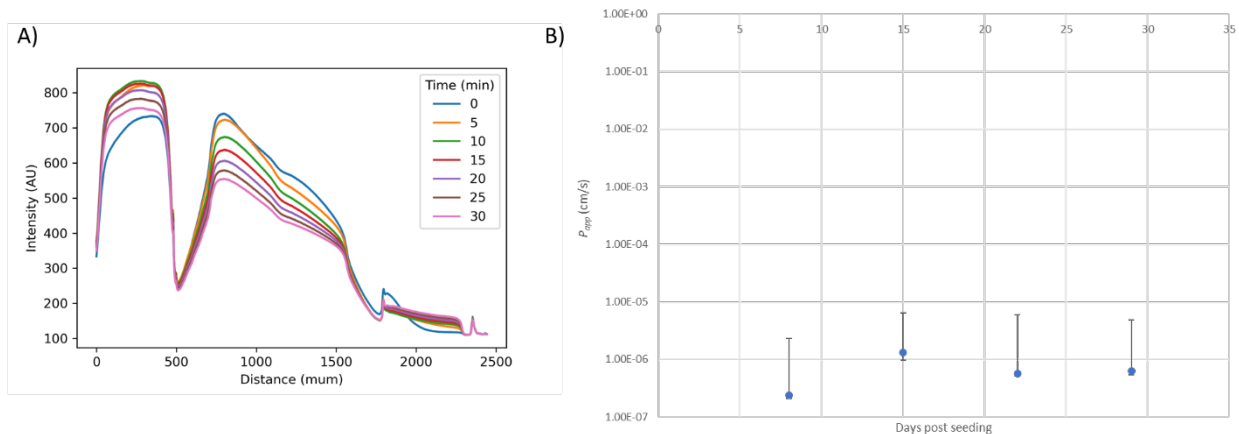 A)
Intensity (AU)
800
700
600
500
400
300
200
100
Time (min)
0
5
10
15
20
25
30
0
500
1000
1500
2000
2500
Distance (mum)
B)
0
5
10
15
20
25
30
35
Papp (cm/s)
1.00E+00
1.00E-01
1.00E-02
1.00E-03
1.00E-04
1.00E-05
1.00E-06
1.00E-07
Days post seeding